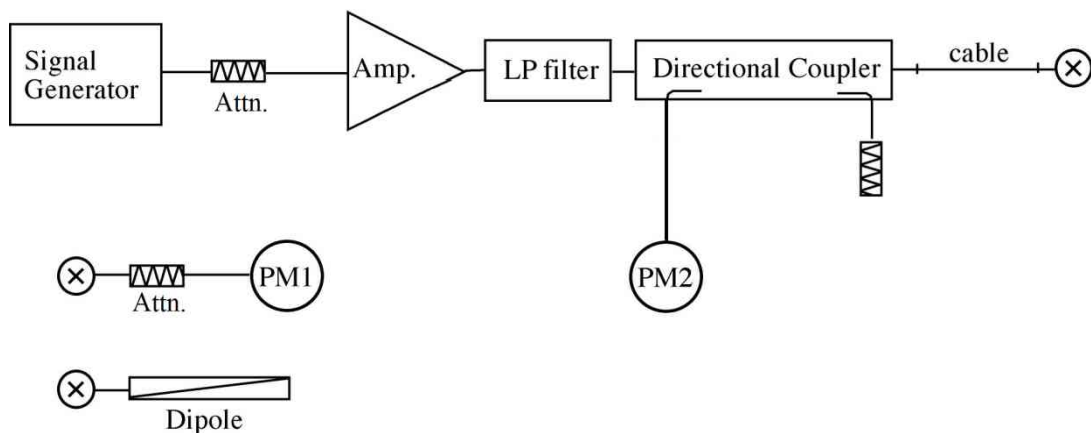 Signal
Generator
Attn.
Amp.
LP filter
Directional Coupler
cable
PM1
Attn.
PM2
Dipole